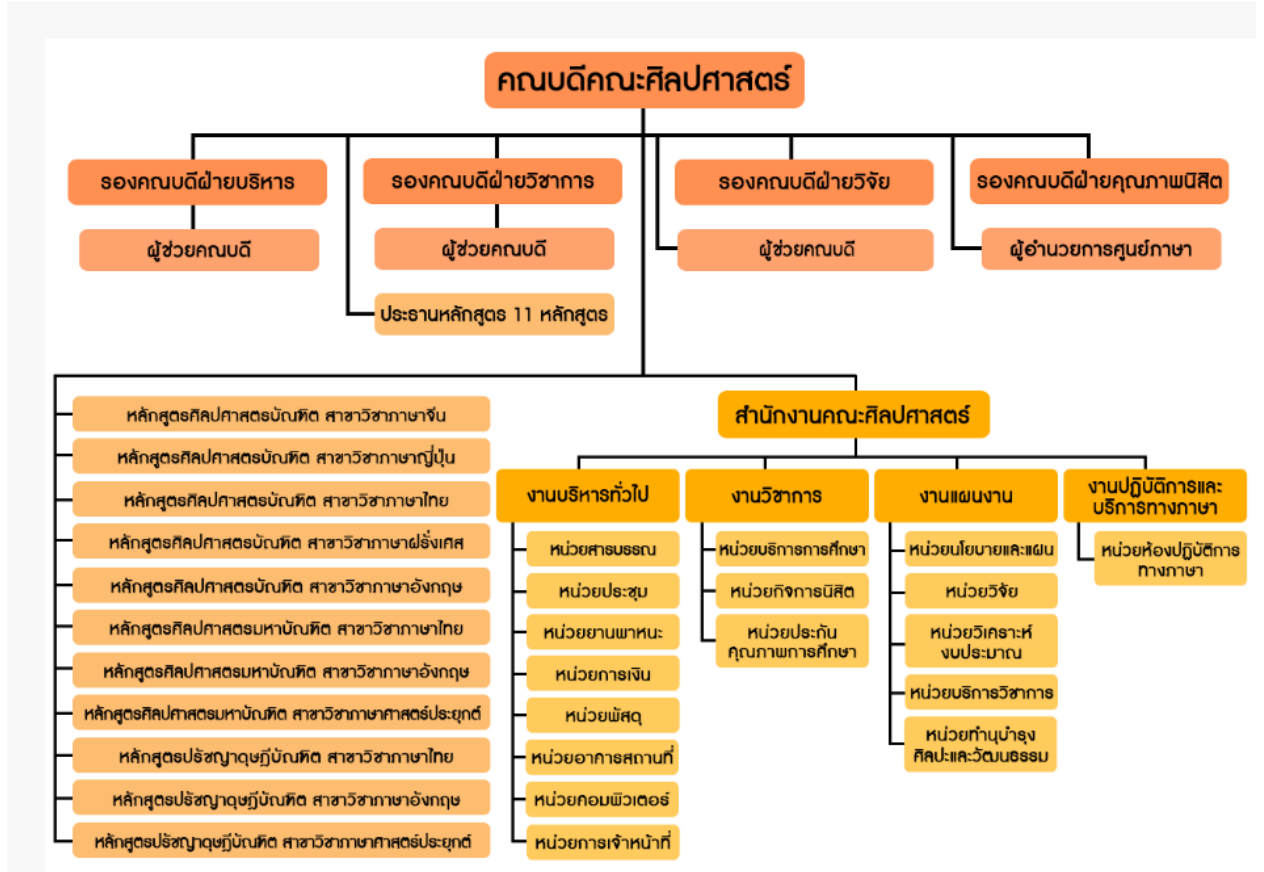 คณบดีคณะศิลปศาสตร์
รองคณบดีฝ่ายบริหาร
รองคณบดีฝ่ายวิชาการ
รองคณบดีฝ่ายวิจัย
รองคณบดีฝ่ายคุณภาพนิสิต
ผู้ช่วยคณบดี
ผู้ช่วยคณบดี
ผู้ช่วยคณบดี
ผู้อำนวยการศูนย์ภาษา
ประธานหลักสูตร 11 หลักสูตร
หลักสูตรศิลปศาสตรบัณฑิต สาขาวิชาภาษาจีน
หลักสูตรศิลปศาสตรบัณฑิต สาขาวิชาภาษาญี่ปุ่น
หลักสูตรศิลปศาสตรบัณฑิต สาขาวิชาภาษาไทย
หลักสูตรศิลปศาสตรบัณฑิต สาขาวิชาภาษาฝรั่งเศส
หลักสูตรศิลปศาสตรบัณฑิต สาขาวิชาภาษาอังกฤษ
หลักสูตรศิลปศาสตรมหาบัณฑิต สาขาวิชาภาษาไทย
หลักสูตรศิลปศาสตรมหาบัณฑิต สาขาวิชาภาษาอังกฤษ
หลักสูตรศิลปศาสตรมหาบัณฑิต สาขาวิชาภาษาศาสตร์ประยุกต์
หลักสูตรปรัชญาดุษฎีบัณฑิต สาขาวิชาภาษาไทย
หลักสูตรปรัชญาดุษฎีบัณฑิต สาขาวิชาภาษาอังกฤษ
หลักสูตรปรัชญาดุษฎีบัณฑิต สาขาวิชาภาษาศาสตร์ประยุกต์
สำนักงานคณะศิลปศาสตร์
งานบริหารทั่วไป
หน่วยสารบรรณ
หน่วยประชุม
หน่วยยานพาหนะ
หน่วยการเงิน
หน่วยพัสดุ
หน่วยอาคารสถานที่
หน่วยคอมพิวเตอร์
หน่วยการเจ้าหน้าที่
งานวิชาการ
หน่วยบริการการศึกษา
หน่วยกิจการนิสิต
หน่วยประกัน
คุณภาพการศึกษา
งานแผนงาน
หน่วยนโยบายและแผน
หน่วยวิจัย
หน่วยวิเคราะห์
งบประมาณ
หน่วยบริการวิชาการ
หน่วยทำนุบำรุง
ศิลปะและวัฒนธรรม
งานปฏิบัติการและ
บริการทางภาษา
หน่วยห้องปฏิบัติการ
ทางภาษา